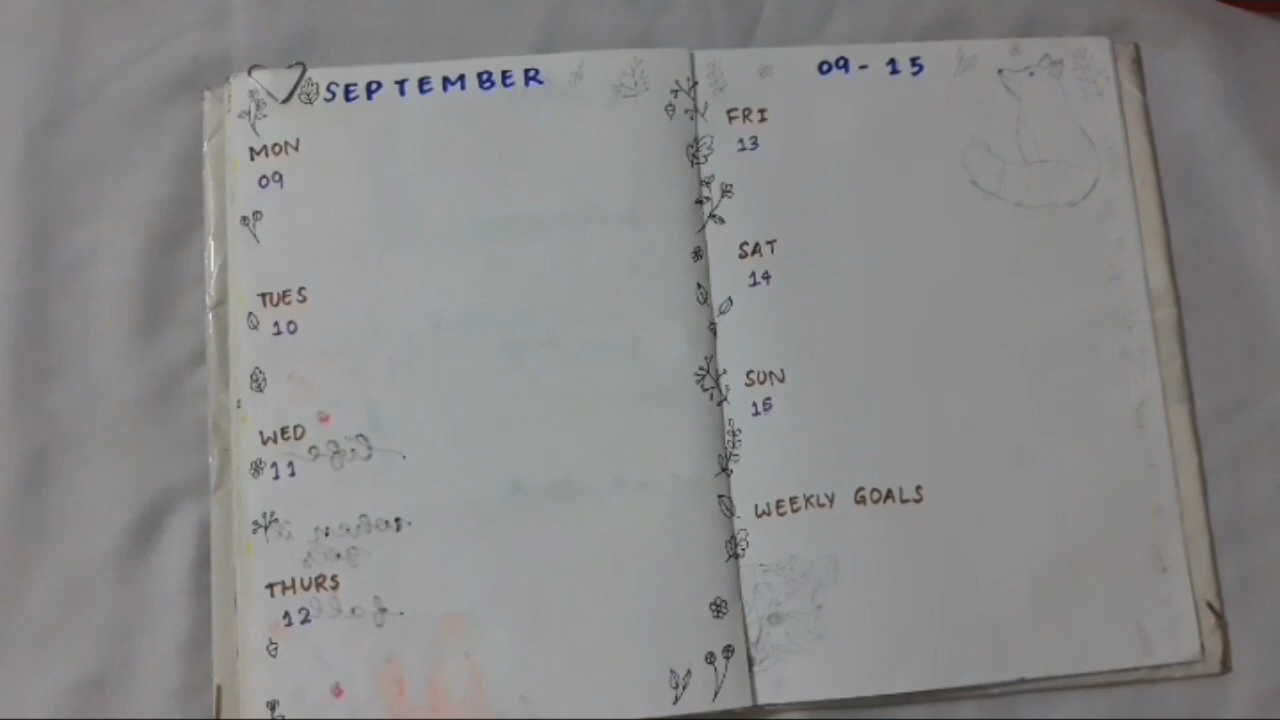 SEPTEMBER
MON
09
TUES
10
WED
11
THURS
12
09-15
FRI
13
SAT
14
SUN
15
WEEKLY GOALS